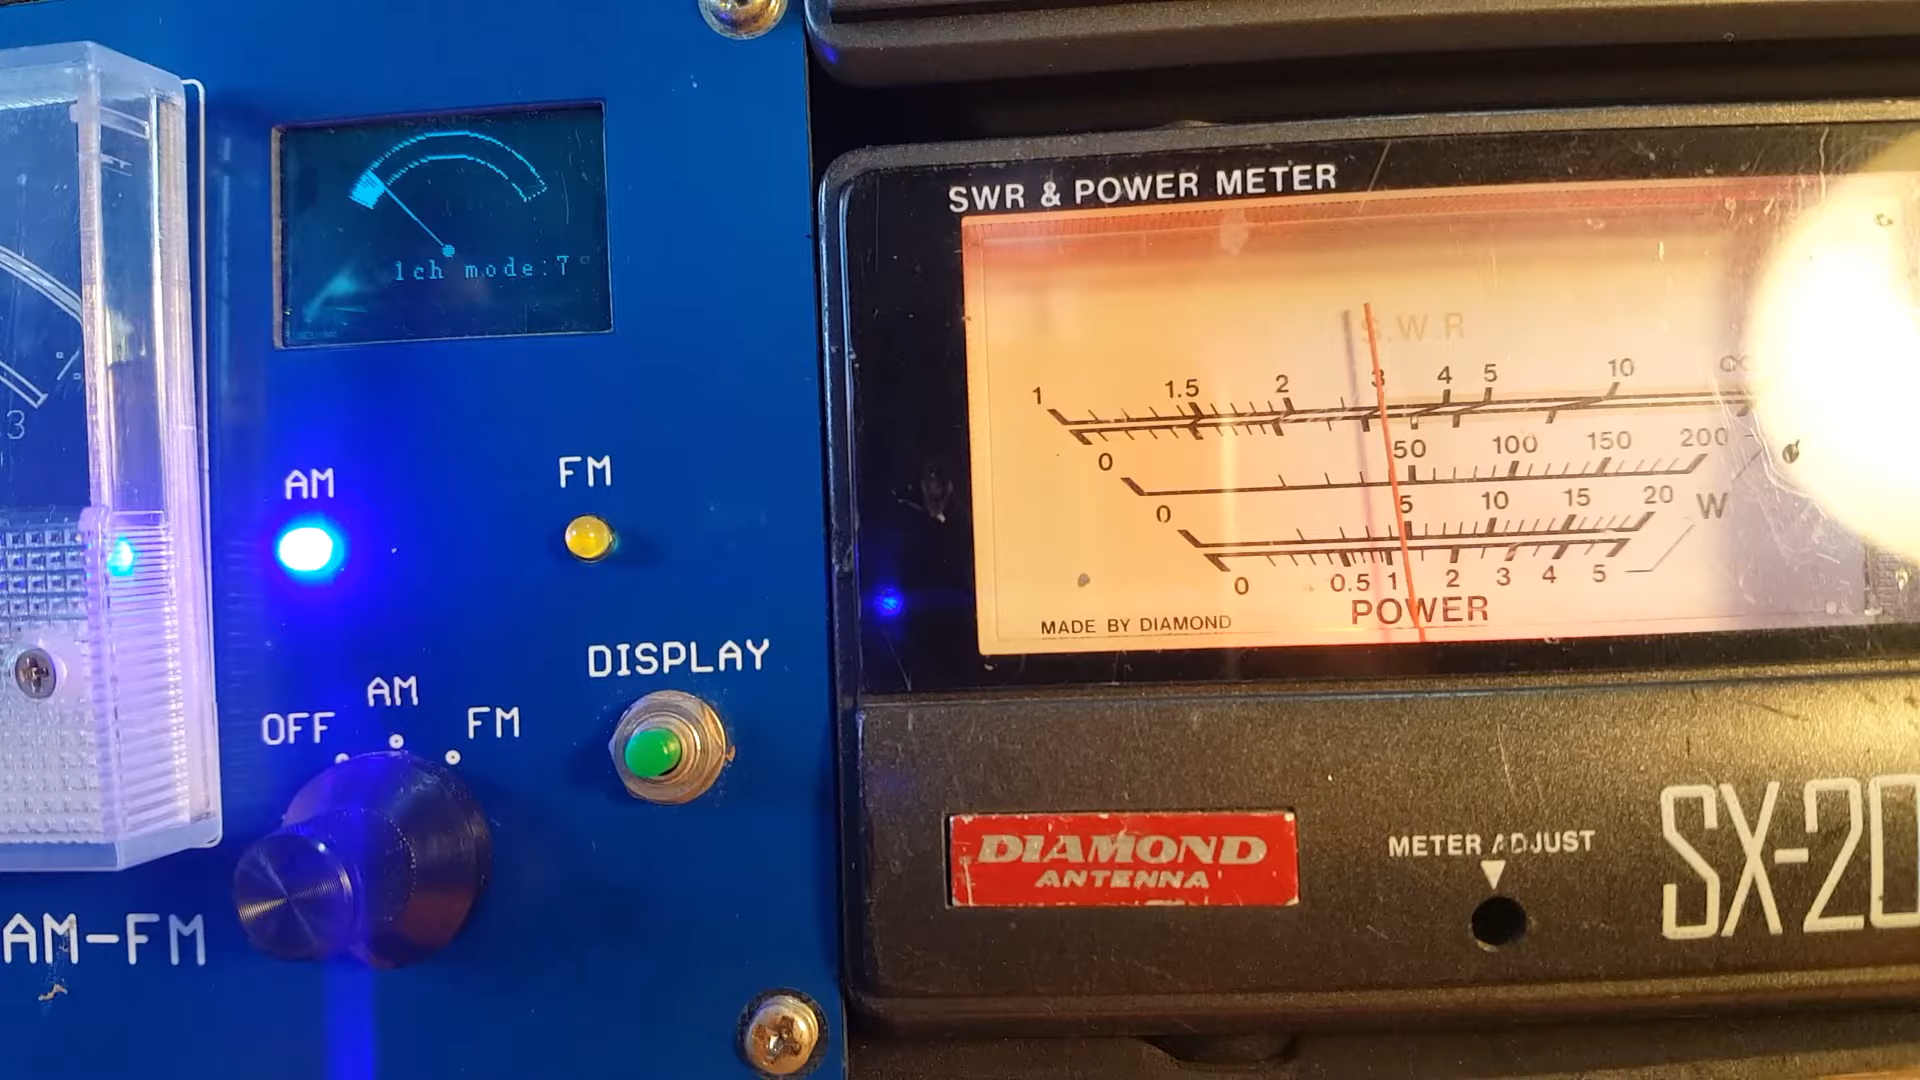 SWR & POWER METER
1ch mode:7
S.W.R
1 1.5 2 3 4 5 10 ∞
0 50 100 150 200
0 5 10 15 20
W
0 0.5 1 2 3 4 5
POWER
MADE BY DIAMOND
3
AM
FM
DISPLAY
OFF AM FM
AM-FM
DIAMOND
ANTENNA
METER ADJUST
SX-20